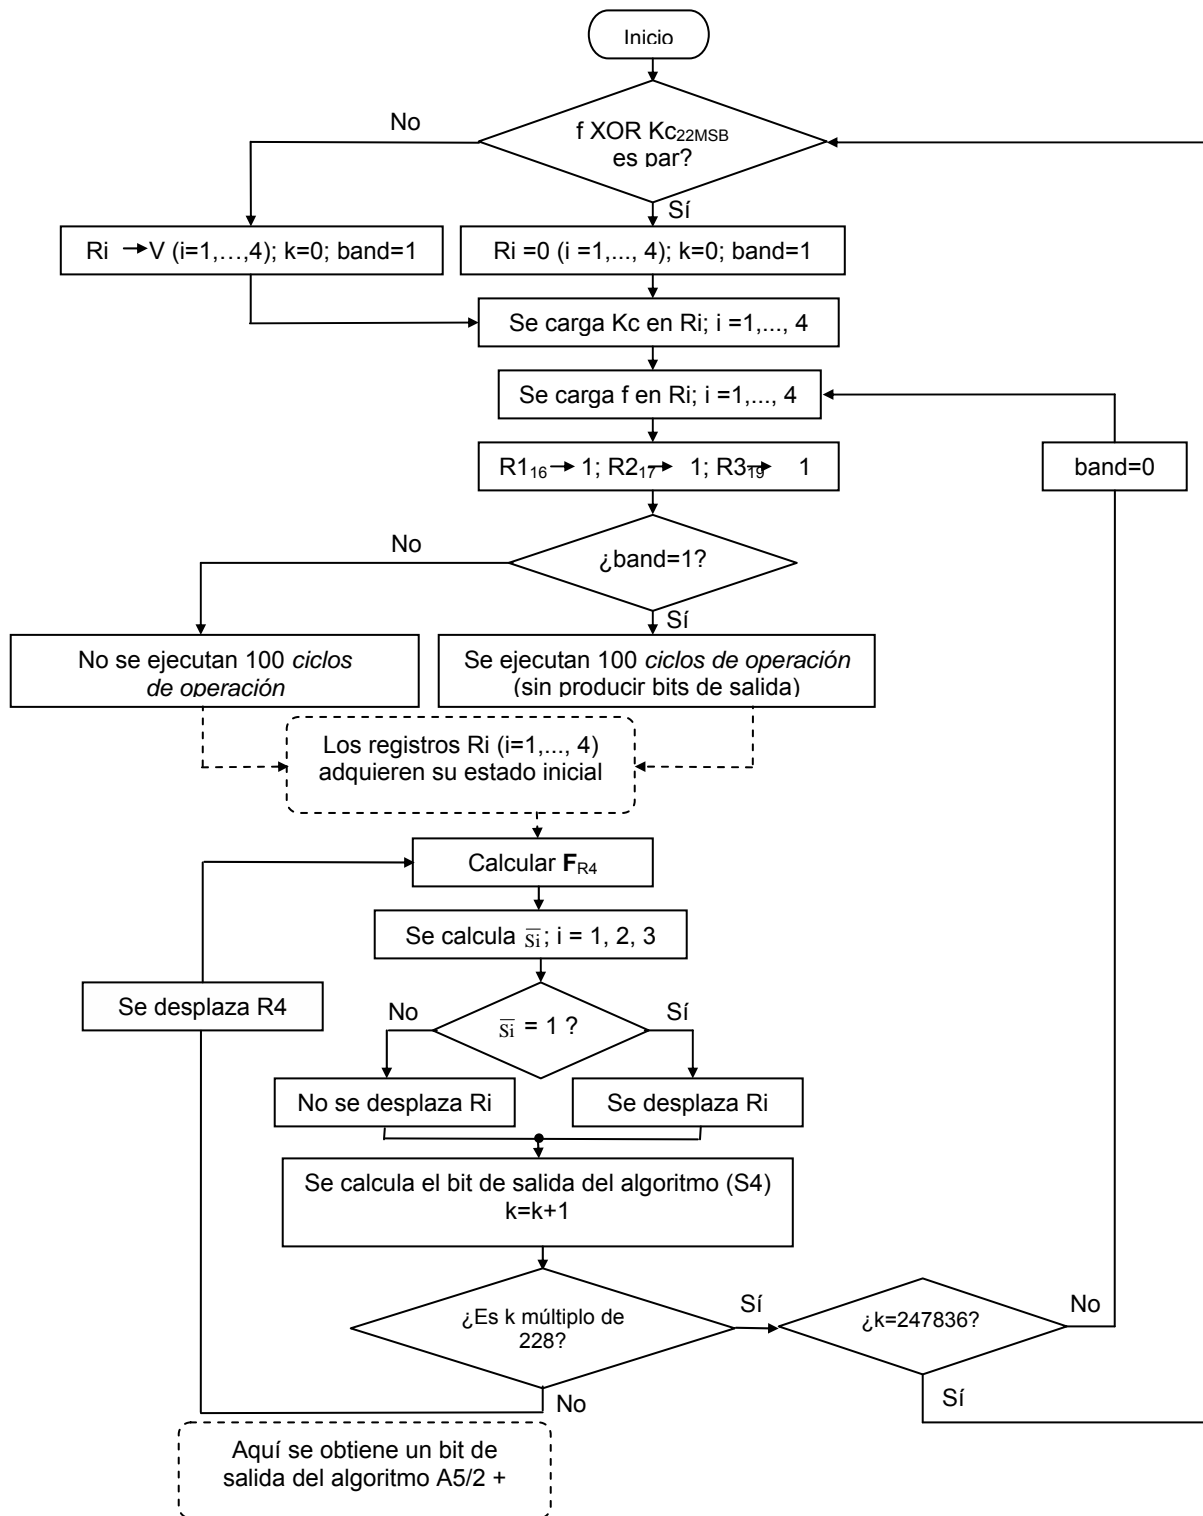 Inicio
f XOR Kc22MSB
es par?
No
Sí
Ri →V (i=1,...,4); k=0; band=1
Ri =0 (i =1,..., 4); k=0; band=1
Se carga Kc en Ri; i =1,..., 4
Se carga f en Ri; i =1,..., 4
R1₁₆→ 1; R2₁₇→ 1; R3₁₉→ 1
band=0
¿band=1?
No
Sí
No se ejecutan 100 ciclos
de operación
Se ejecutan 100 ciclos de operación
(sin producir bits de salida)
Los registros Ri (i=1,..., 4)
adquieren su estado inicial
Calcular FR4
Se calcula S̅i̅; i = 1, 2, 3
Se desplaza R4
No
S̅i̅ = 1 ?
Sí
No se desplaza Ri
Se desplaza Ri
Se calcula el bit de salida del algoritmo (S4)
k=k+1
¿Es k múltiplo de
228?
Sí
¿k=247836?
No
Sí
No
Aquí se obtiene un bit de
salida del algoritmo A5/2 +